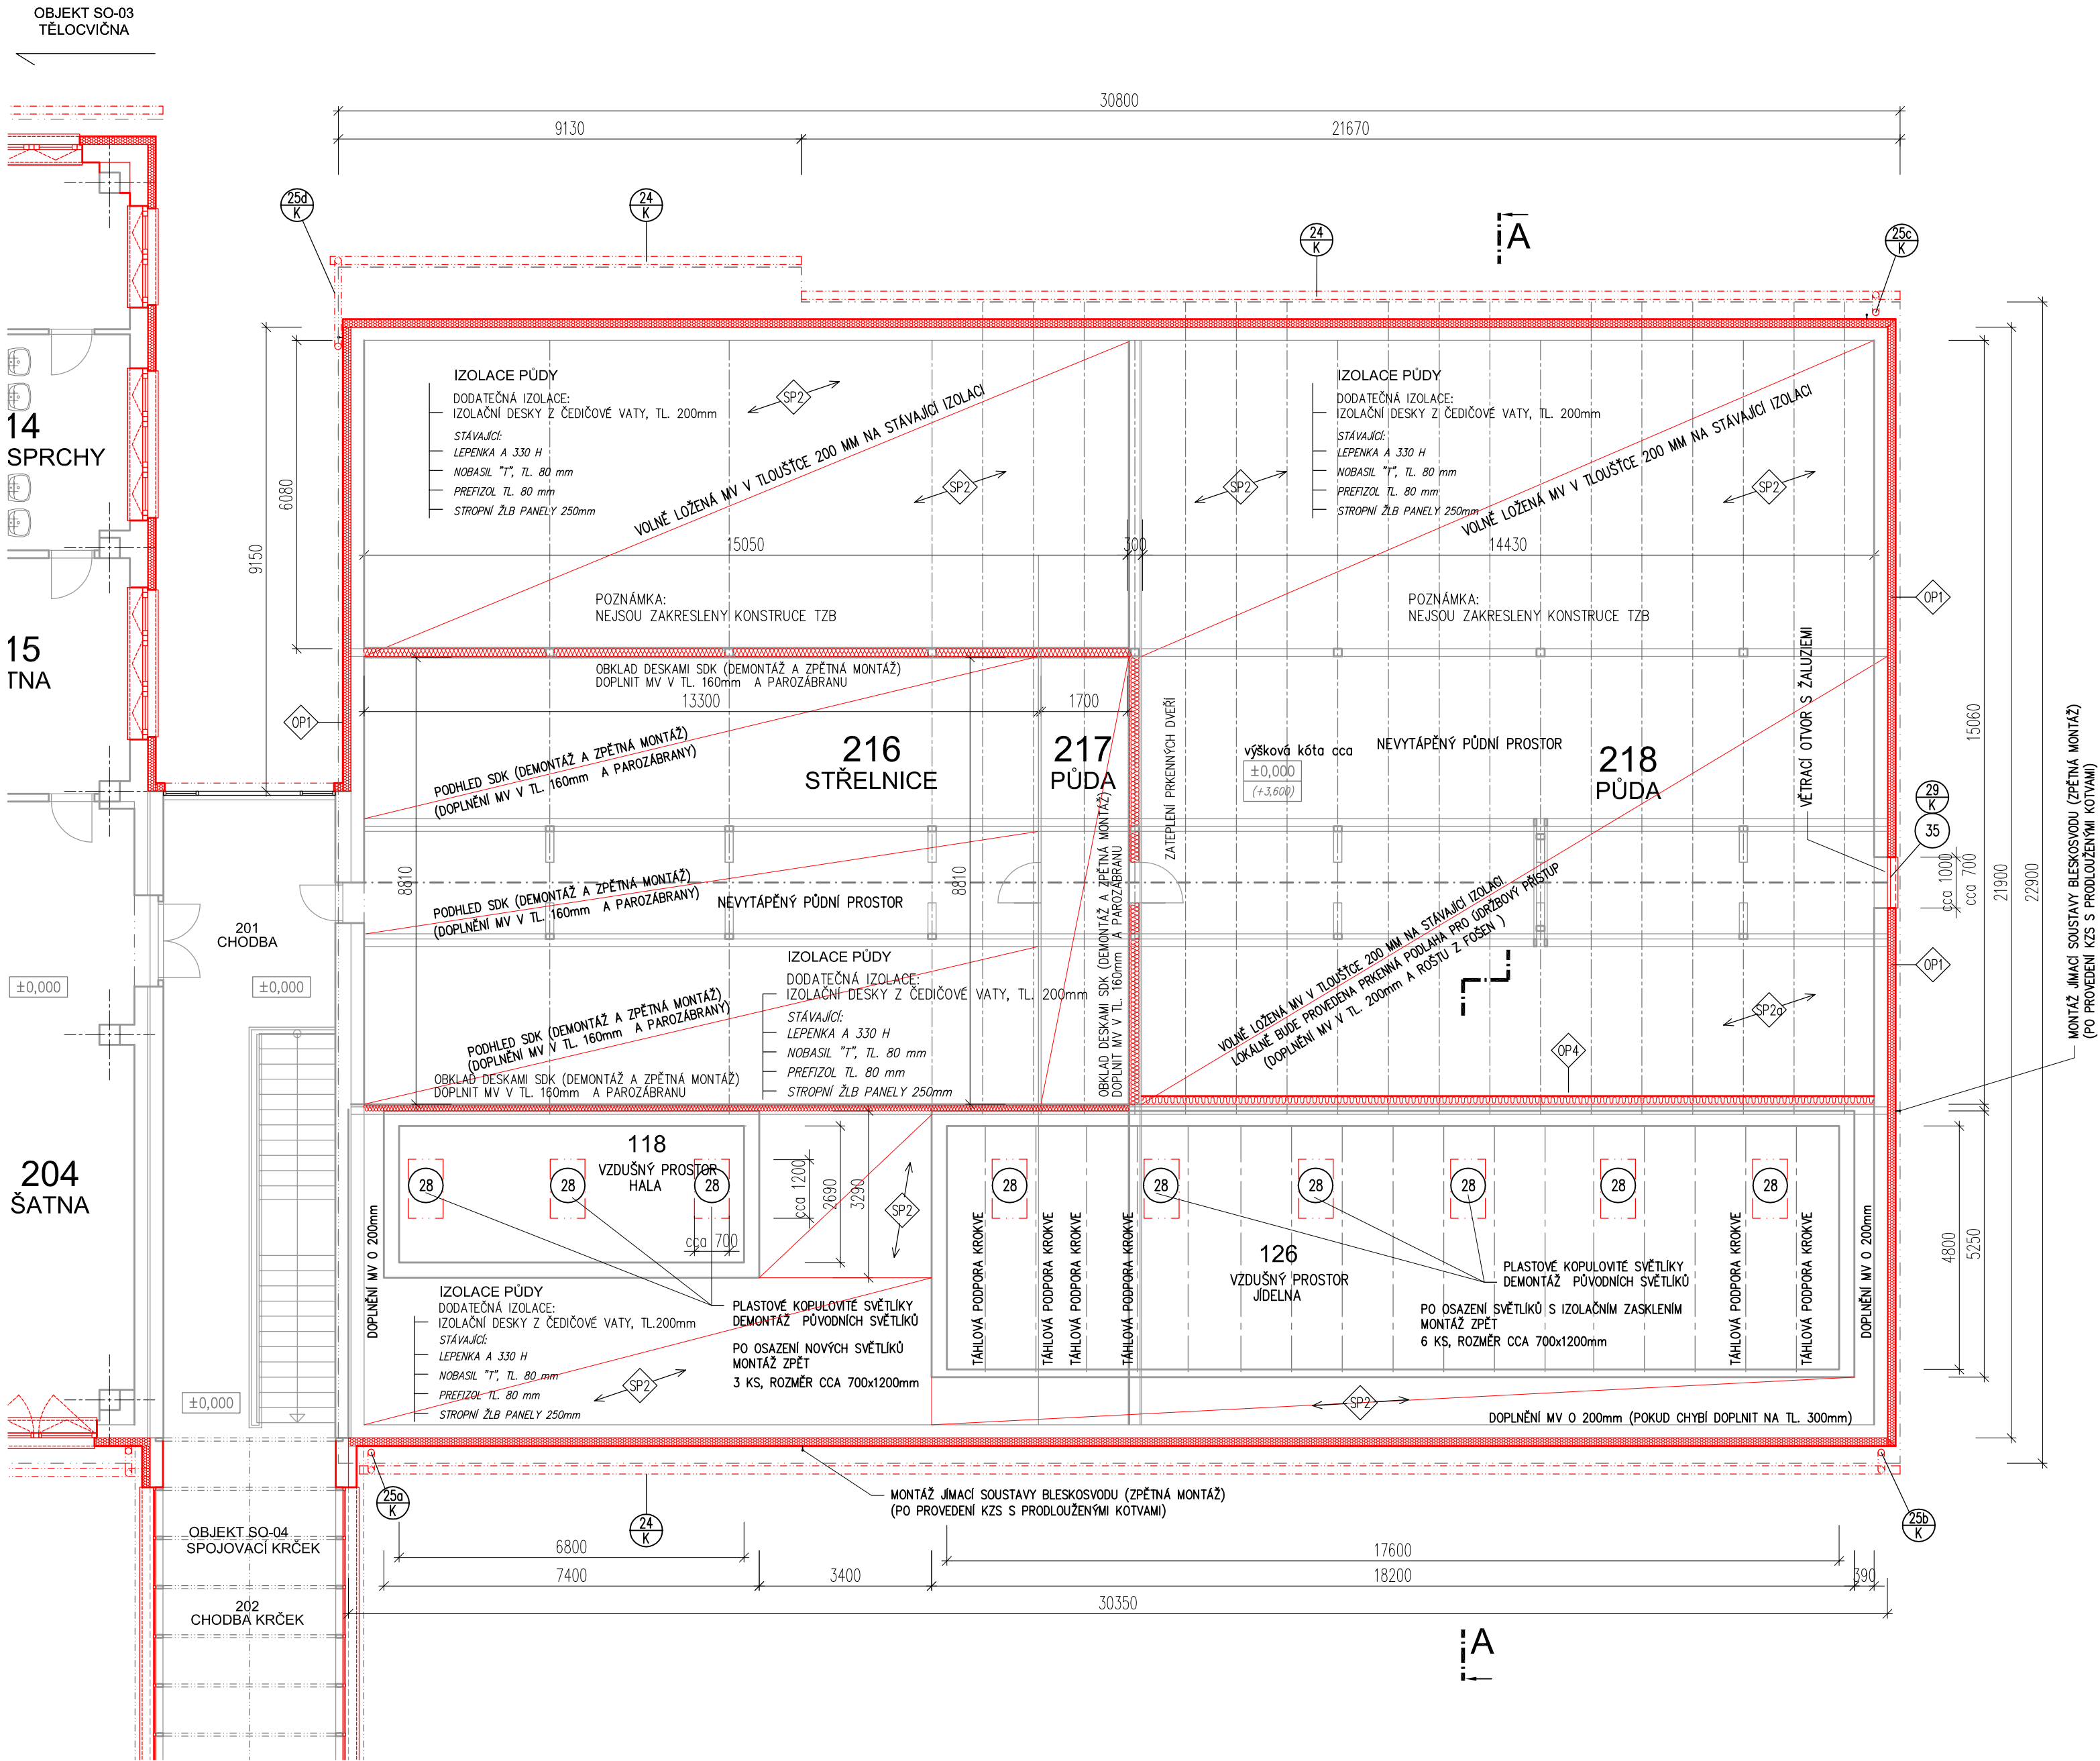 OBJEKT SO-03
TĚLOCVIČNA
30800
9130
21670
25d
K
24
K
24
K
25c
K
A
IZOLACE PŮDY
DODATEČNÁ IZOLACE:
IZOLAČNÍ DESKY Z ČEDIČOVÉ VATY, TL. 200mm
STÁVAJÍCÍ:
LEPENKA A 330 H
NOBASIL "T", TL. 80 mm
PREFIZOL TL. 80 mm
STROPNÍ ŽLB PANELY 250mm
SP2
SP2
VOLNĚ LOŽENÁ MV V TLOUŠŤCE 200 MM NA STÁVAJÍCÍ IZOLACI
IZOLACE PŮDY
DODATEČNÁ IZOLACE:
IZOLAČNÍ DESKY Z ČEDIČOVÉ VATY, TL. 200mm
STÁVAJÍCÍ:
LEPENKA A 330 H
NOBASIL "T", TL. 80 mm
PREFIZOL TL. 80 mm
STROPNÍ ŽLB PANELY 250mm
SP2
SP2
VOLNĚ LOŽENÁ MV V TLOUŠŤCE 200 MM NA STÁVAJÍCÍ IZOLACI
14
SPRCHY
6080
9150
15050
300
14430
POZNÁMKA:
NEJSOU ZAKRESLENY KONSTRUCE TZB
POZNÁMKA:
NEJSOU ZAKRESLENY KONSTRUCE TZB
OP1
15
TNA
OP1
OBKLAD DESKAMI SDK (DEMONTÁŽ A ZPĚTNÁ MONTÁŽ)
DOPLNIT MV V TL. 160mm A PAROZÁBRANU
13300
1700
PODHLED SDK (DEMONTÁŽ A ZPĚTNÁ MONTÁŽ)
(DOPLNĚNÍ MV V TL. 160mm A PAROZÁBRANY)
216
STŘELNICE
217
PŮDA
ZATEPLENÍ PRKENNÝCH DVEŘÍ
výšková kóta cca
±0,000
(+3,600)
NEVYTÁPĚNÝ PŮDNÍ PROSTOR
218
PŮDA
VĚTRACÍ OTVOR S ŽALUZIEMI
29
K
35
cca 1000
cca 700
15060
21900
22900
MONTÁŽ JÍMACÍ SOUSTAVY BLESKOSVODU (ZPĚTNÁ MONTÁŽ)
(PO PROVEDENÍ KZS S PRODLOUŽENÝMI KOTVAMI)
8810
8810
PODHLED SDK (DEMONTÁŽ A ZPĚTNÁ MONTÁŽ)
(DOPLNĚNÍ MV V TL. 160mm A PAROZÁBRANY)
NEVYTÁPĚNÝ PŮDNÍ PROSTOR
201
CHODBA
±0,000
±0,000
PODHLED SDK (DEMONTÁŽ A ZPĚTNÁ MONTÁŽ)
(DOPLNĚNÍ MV V TL. 160mm A PAROZÁBRANY)
OBKLAD DESKAMI SDK (DEMONTÁŽ A ZPĚTNÁ MONTÁŽ)
DOPLNIT MV V TL. 160mm A PAROZÁBRANU
IZOLACE PŮDY
DODATEČNÁ IZOLACE:
IZOLAČNÍ DESKY Z ČEDIČOVÉ VATY, TL. 200mm
STÁVAJÍCÍ:
LEPENKA A 330 H
NOBASIL "T", TL. 80 mm
PREFIZOL TL. 80 mm
STROPNÍ ŽLB PANELY 250mm
OBKLAD DESKAMI SDK (DEMONTÁŽ A ZPĚTNÁ MONTÁŽ)
DOPLNIT MV V TL. 160mm A PAROZÁBRANU
VOLNĚ LOŽENÁ MV V TLOUŠŤCE 200 MM NA STÁVAJÍCÍ IZOLACI
LOKÁLNĚ BUDE PROVEDENA PRKENNÁ PODLAHA PRO ÚDRŽBOVÝ PŘÍSTUP
(DOPLNĚNÍ MV V TL. 200mm A ROŠTU Z FOŠEN )
OP1
SP2a
OP4
204
ŠATNA
118
VZDUŠNÝ PROSTOR
HALA
28
28
28
cca 1200
2690
3290
cca 700
SP2
28
28
28
28
28
28
DOPLNĚNÍ MV O 200mm
TÁHLOVÁ PODPORA KROKVE
TÁHLOVÁ PODPORA KROKVE
TÁHLOVÁ PODPORA KROKVE
TÁHLOVÁ PODPORA KROKVE
126
VZDUŠNÝ PROSTOR
JÍDELNA
PLASTOVÉ KOPULOVITÉ SVĚTLÍKY
DEMONTÁŽ PŮVODNÍCH SVĚTLÍKŮ
PO OSAZENÍ SVĚTLÍKŮ S IZOLAČNÍM ZASKLENÍM
MONTÁŽ ZPĚT
6 KS, ROZMĚR CCA 700x1200mm
TÁHLOVÁ PODPORA KROKVE
TÁHLOVÁ PODPORA KROKVE
DOPLNĚNÍ MV O 200mm
4800
5250
IZOLACE PŮDY
DODATEČNÁ IZOLACE:
IZOLAČNÍ DESKY Z ČEDIČOVÉ VATY, TL.200mm
STÁVAJÍCÍ:
LEPENKA A 330 H
NOBASIL "T", TL. 80 mm
PREFIZOL TL. 80 mm
STROPNÍ ŽLB PANELY 250mm
SP2
PLASTOVÉ KOPULOVITÉ SVĚTLÍKY
DEMONTÁŽ PŮVODNÍCH SVĚTLÍKŮ
PO OSAZENÍ NOVÝCH SVĚTLÍKŮ
MONTÁŽ ZPĚT
3 KS, ROZMĚR CCA 700x1200mm
±0,000
SP2
DOPLNĚNÍ MV O 200mm (POKUD CHYBÍ DOPLNIT NA TL. 300mm)
25a
K
24
K
MONTÁŽ JÍMACÍ SOUSTAVY BLESKOSVODU (ZPĚTNÁ MONTÁŽ)
(PO PROVEDENÍ KZS S PRODLOUŽENÝMI KOTVAMI)
25b
K
OBJEKT SO-04
SPOJOVACÍ KRČEK
6800
17600
7400
3400
18200
390
202
CHODBA KRČEK
30350
A